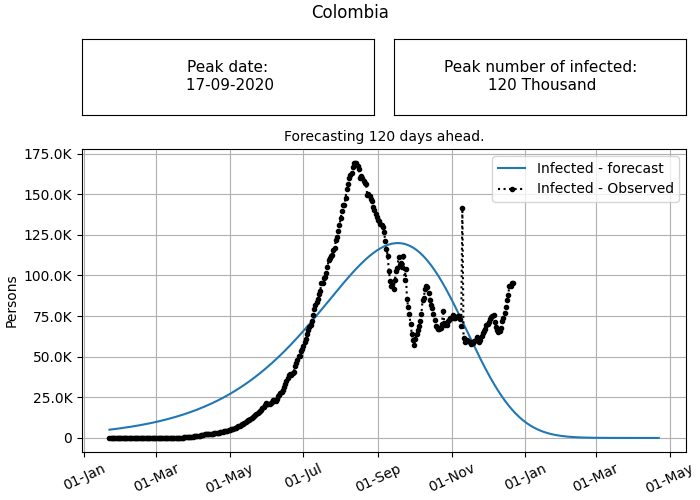 Colombia
Peak date:
17-09-2020
Peak number of infected:
120 Thousand
Forecasting 120 days ahead.
175.0K
150.0K
125.0K
100.0K
75.0K
50.0K
25.0K
0
Persons
Infected - forecast
Infected - Observed
01-Jan
01-Mar
01-May
01-Jul
01-Sep
01-Nov
01-Jan
01-Mar
01-May